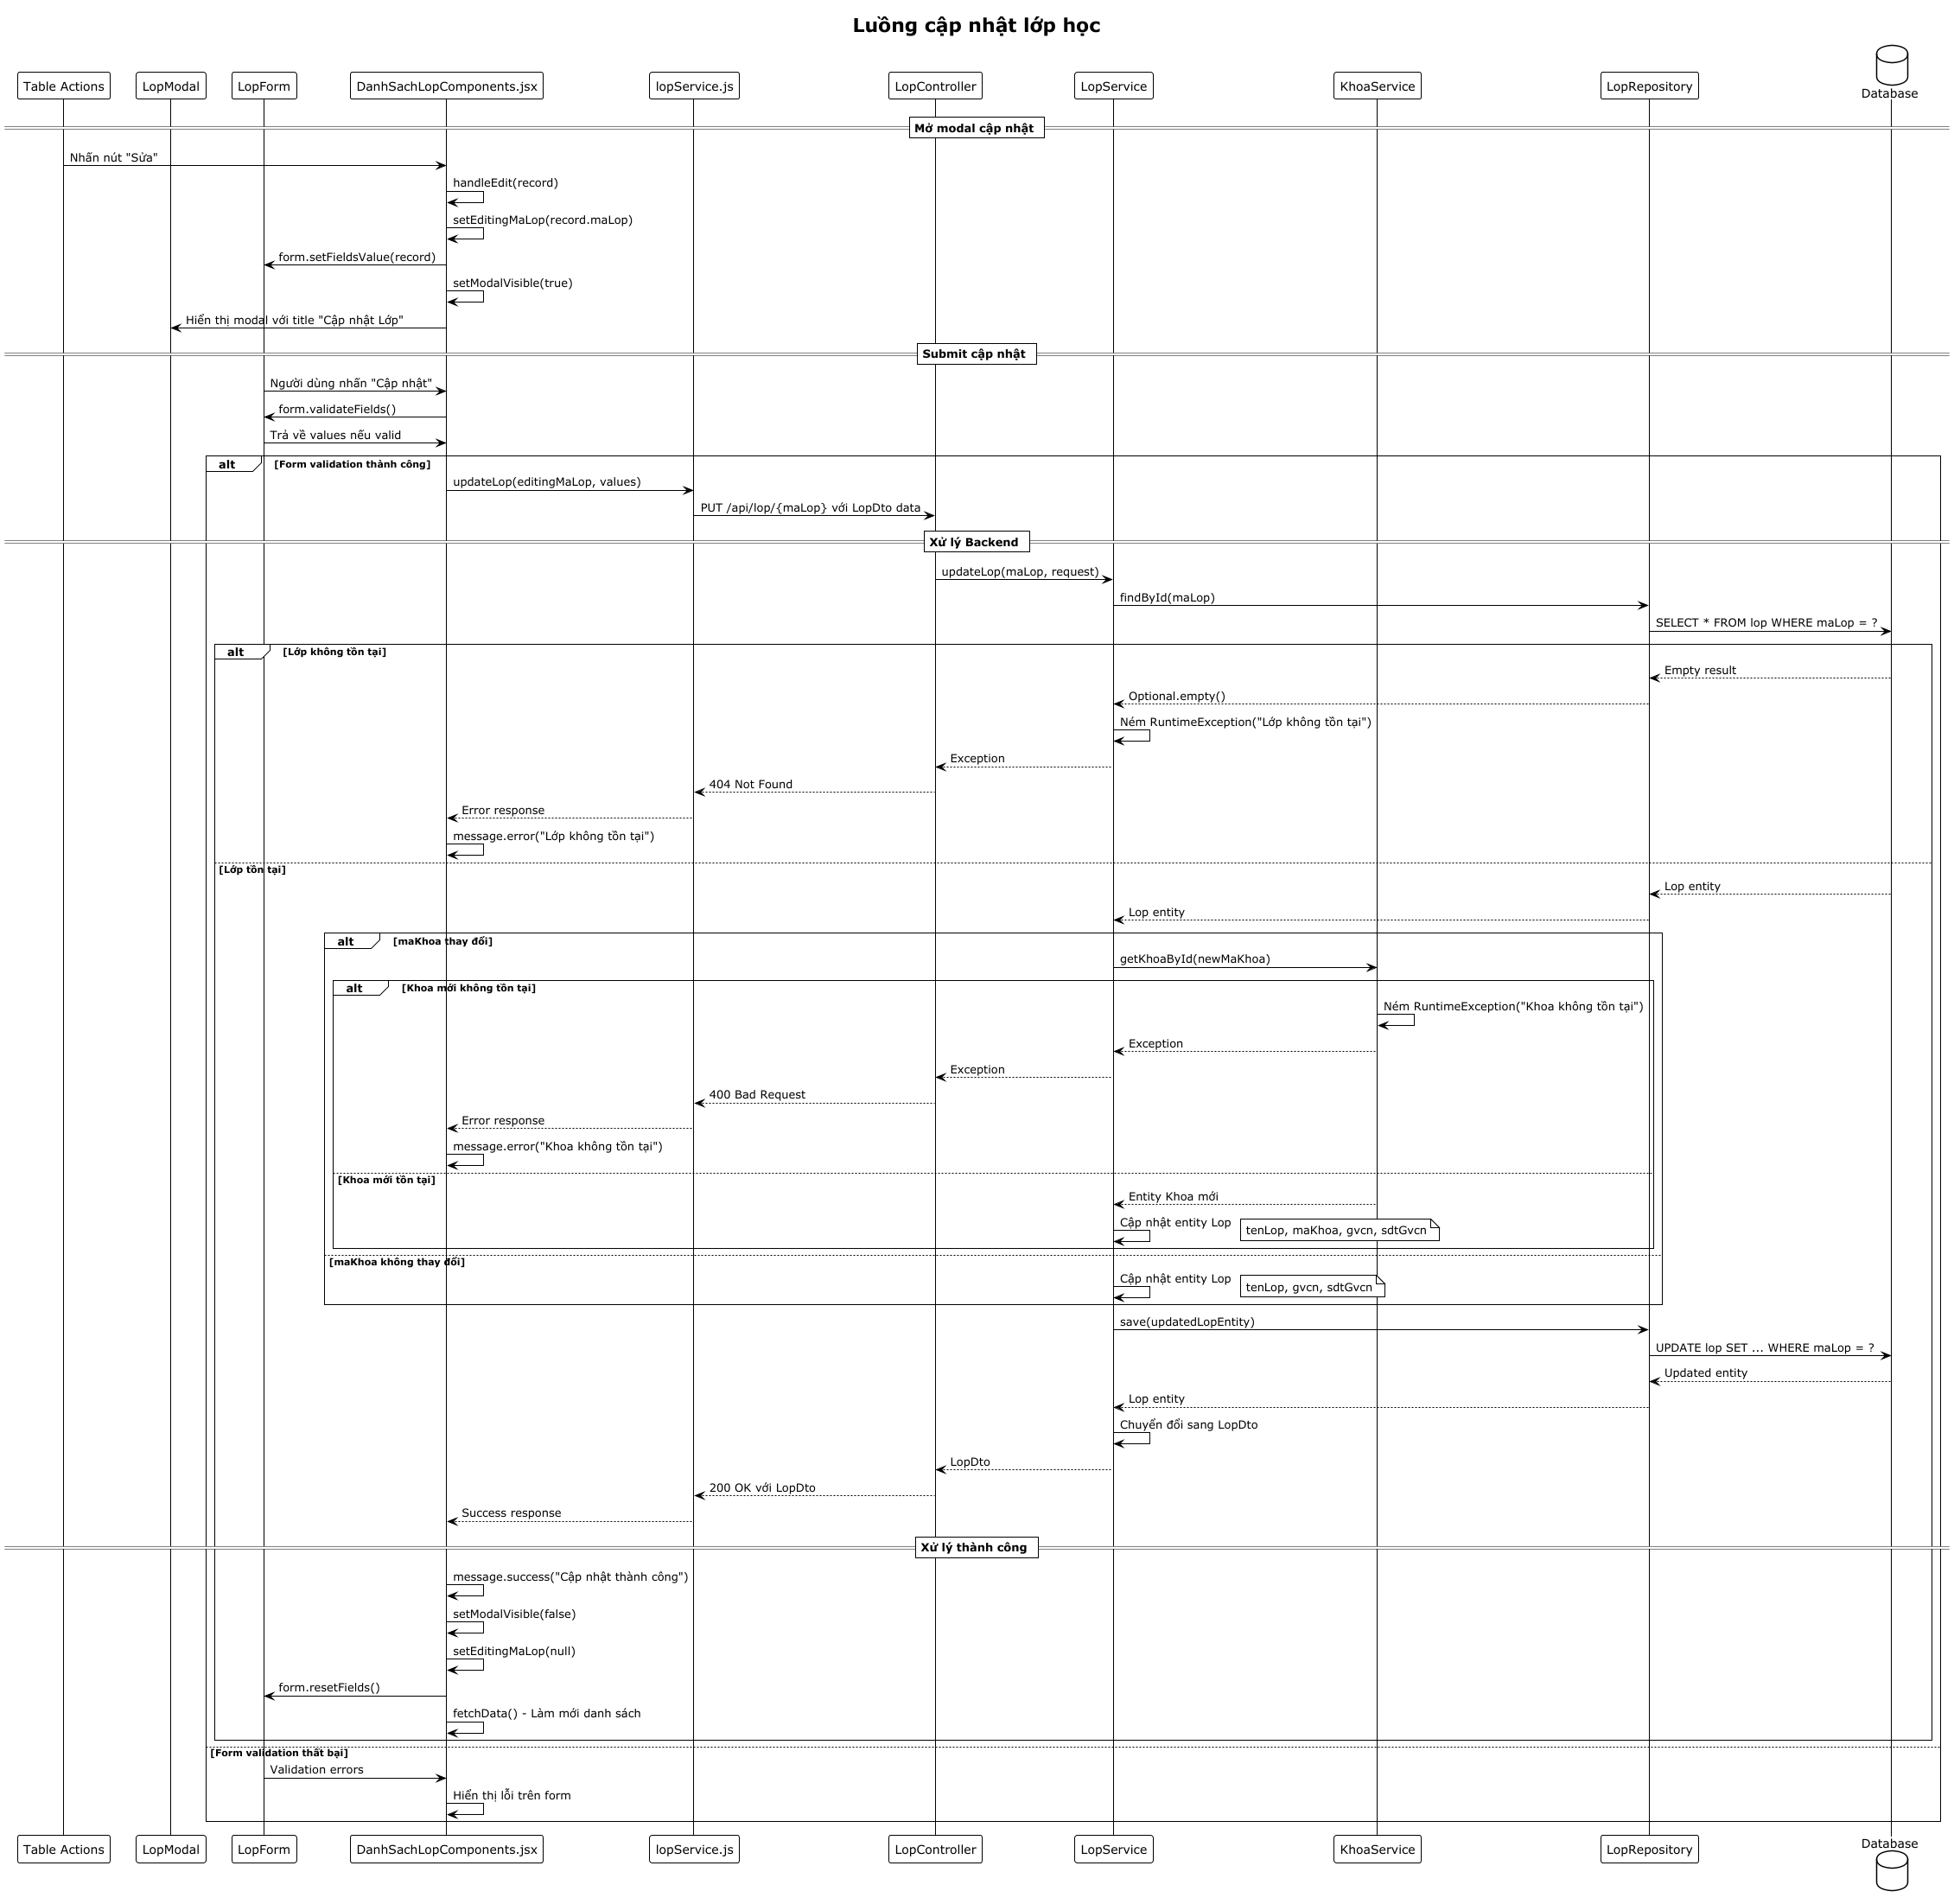 Luồng cập nhật lớp học
Table Actions
LopModal
LopForm
DanhSachLopComponents.jsx
lopService.js
LopController
LopService
KhoaService
LopRepository
Database
Mở modal cập nhật
Nhấn nút "Sửa"
handleEdit(record)
setEditingMaLop(record.maLop)
form.setFieldsValue(record)
setModalVisible(true)
Hiển thị modal với title "Cập nhật Lớp"
Submit cập nhật
Người dùng nhấn "Cập nhật"
form.validateFields()
Trả về values nếu valid
alt [Form validation thành công]
updateLop(editingMaLop, values)
PUT /api/lop/{maLop} với LopDto data
Xử lý Backend
updateLop(maLop, request)
findById(maLop)
SELECT * FROM lop WHERE maLop = ?
alt [Lớp không tồn tại]
Empty result
Optional.empty()
Ném RuntimeException("Lớp không tồn tại")
Exception
404 Not Found
Error response
message.error("Lớp không tồn tại")
[Lớp tồn tại]
Lop entity
Lop entity
alt [maKhoa thay đổi]
getKhoaById(newMaKhoa)
alt [Khoa mới không tồn tại]
Ném RuntimeException("Khoa không tồn tại")
Exception
Exception
400 Bad Request
Error response
message.error("Khoa không tồn tại")
[Khoa mới tồn tại]
Entity Khoa mới
Cập nhật entity Lop
tenLop, maKhoa, gvcn, sdtGvcn
[maKhoa không thay đổi]
Cập nhật entity Lop
tenLop, gvcn, sdtGvcn
save(updatedLopEntity)
UPDATE lop SET ... WHERE maLop = ?
Updated entity
Lop entity
Chuyển đổi sang LopDto
LopDto
200 OK với LopDto
Success response
Xử lý thành công
message.success("Cập nhật thành công")
setModalVisible(false)
setEditingMaLop(null)
form.resetFields()
fetchData() - Làm mới danh sách
[Form validation thất bại]
Validation errors
Hiển thị lỗi trên form
Table Actions
LopModal
LopForm
DanhSachLopComponents.jsx
lopService.js
LopController
LopService
KhoaService
LopRepository
Database